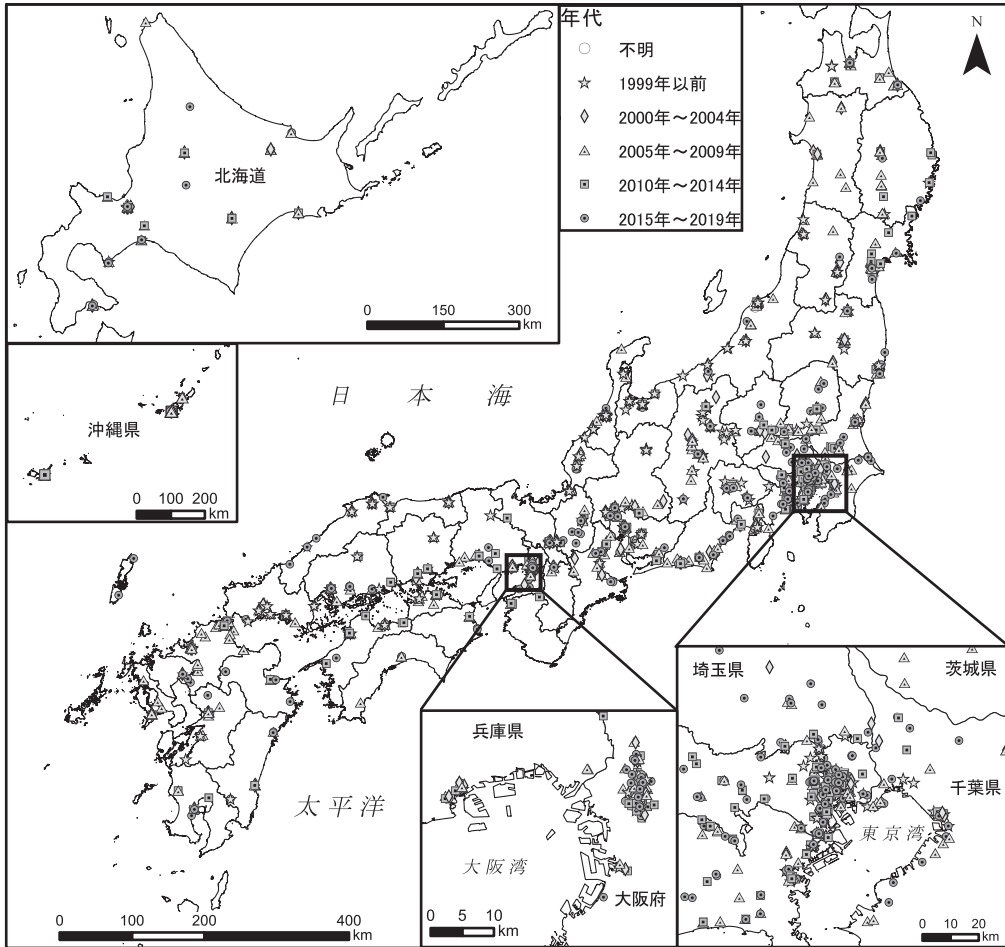 年代
不明
1999年以前
2000年～2004年
2005年～2009年
2010年～2014年
2015年～2019年
N
北海道
0 150 300
km
沖縄県
0 100 200
km
日本海
太平洋
0 200 400
km
兵庫県
大阪湾
大阪府
0 5 10
km
埼玉県
茨城県
千葉県
東京湾
0 10 20
km